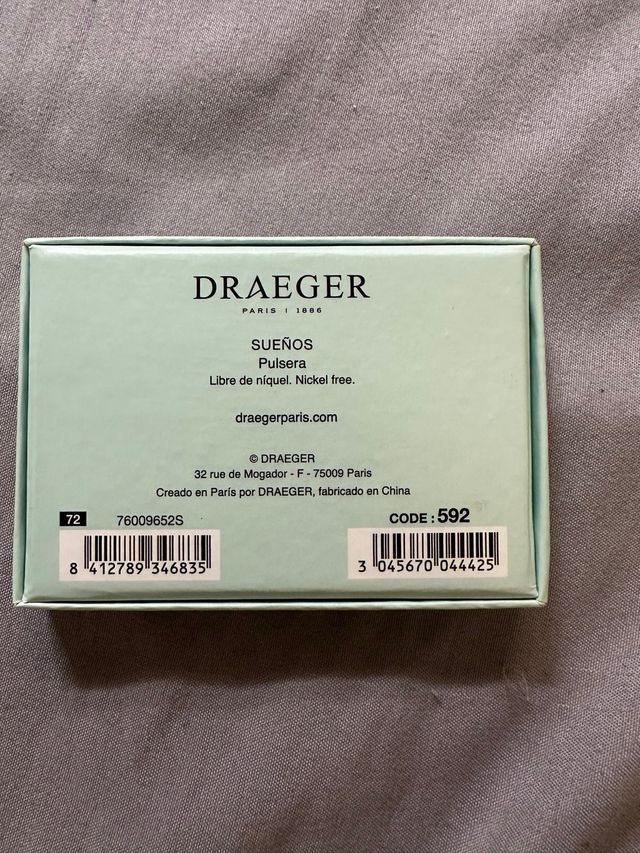 DRAEGER
PARIS | 1886
SUEÑOS
Pulsera
Libre de níquel. Nickel free.
draegerparis.com
© DRAEGER
32 rue de Mogador - F - 75009 Paris
Creado en París por DRAEGER, fabricado en China
72 76009652S
CODE : 592
8 412789 346835
3 045670 044425